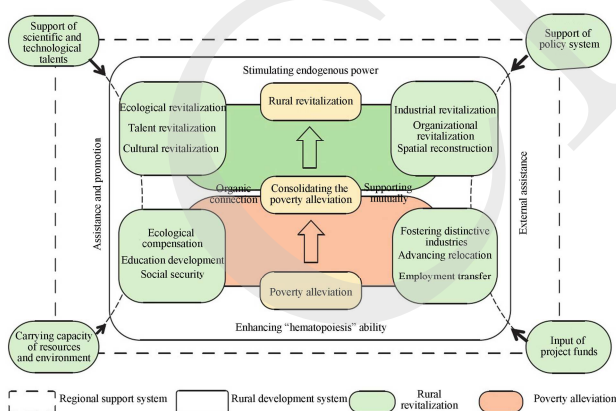 Support of
scientific and
technological
talents
Support of
policy system
Stimulating endogenous power
Ecological revitalization
Talent revitalization
Cultural revitalization
Rural revitalization
Industrial revitalization
Organizational
revitalization
Spatial reconstruction
Assistance and promotion
External assistance
Organic
connection
Consolidating the
poverty alleviation
Supporting
mutually
Ecological
compensation
Education development
Social security
Fostering distinctive
industries
Advancing relocation
Employment transfer
Poverty alleviation
Enhancing “hematopoiesis” ability
Carrying capacity
of resources
and environment
Input of
project funds
Regional support system
Rural development system
Rural
revitalization
Poverty alleviation